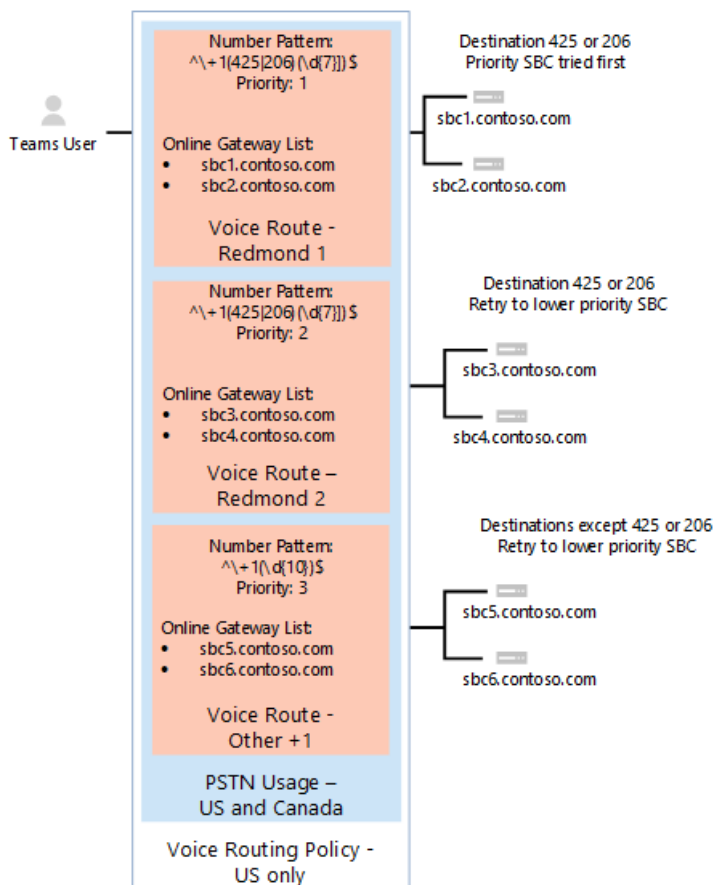 Teams User
Number Pattern:
^\+1(425|206)(\d{7}])$
Priority: 1
Online Gateway List:
• sbc1.contoso.com
• sbc2.contoso.com
Voice Route -
Redmond 1
Number Pattern:
^\+1(425|206)(\d{7}])$
Priority: 2
Online Gateway List:
• sbc3.contoso.com
• sbc4.contoso.com
Voice Route –
Redmond 2
Number Pattern:
^\+1(\d{10})$
Priority: 3
Online Gateway List:
• sbc5.contoso.com
• sbc6.contoso.com
Voice Route -
Other +1
PSTN Usage –
US and Canada
Voice Routing Policy -
US only
Destination 425 or 206
Priority SBC tried first
sbc1.contoso.com
sbc2.contoso.com
Destination 425 or 206
Retry to lower priority SBC
sbc3.contoso.com
sbc4.contoso.com
Destinations except 425 or 206
Retry to lower priority SBC
sbc5.contoso.com
sbc6.contoso.com